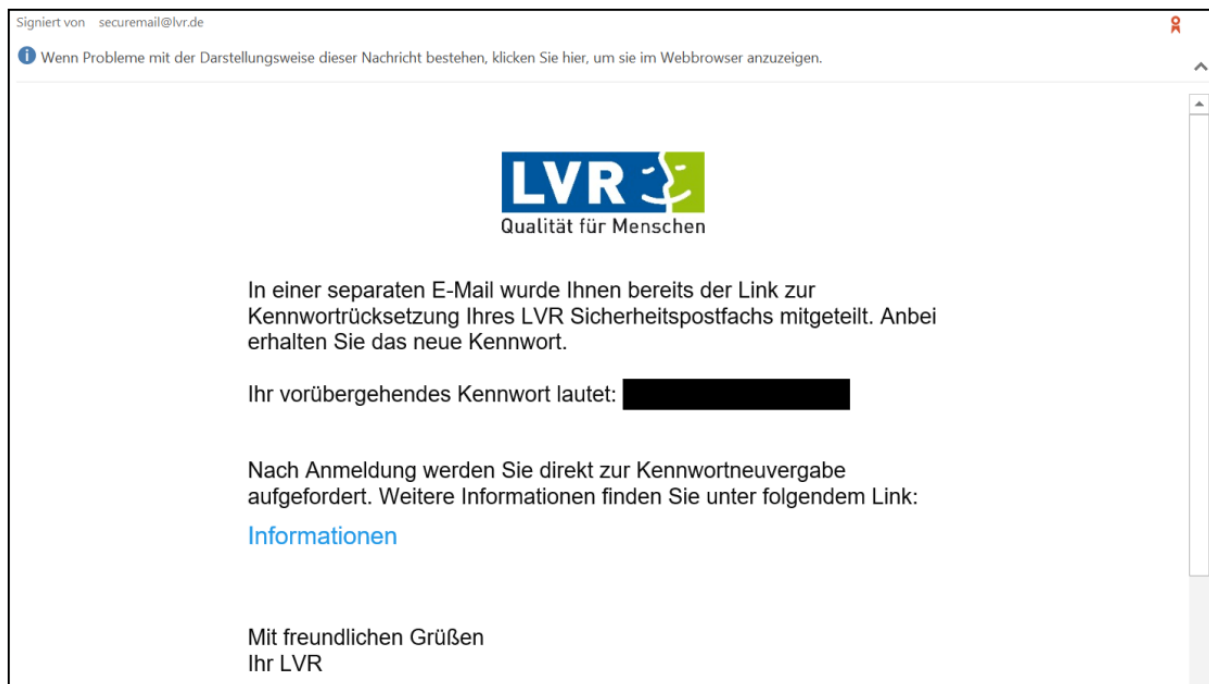 Signiert von securemail@lvr.de
Wenn Probleme mit der Darstellungsweise dieser Nachricht bestehen, klicken Sie hier, um sie im Webbrowser anzuzeigen.
LVR
Qualität für Menschen
In einer separaten E-Mail wurde Ihnen bereits der Link zur
Kennwortrücksetzung Ihres LVR Sicherheitspostfachs mitgeteilt. Anbei
erhalten Sie das neue Kennwort.
Ihr vorübergehendes Kennwort lautet:
Nach Anmeldung werden Sie direkt zur Kennwortneuvergabe
aufgefordert. Weitere Informationen finden Sie unter folgendem Link:
Informationen
Mit freundlichen Grüßen
Ihr LVR